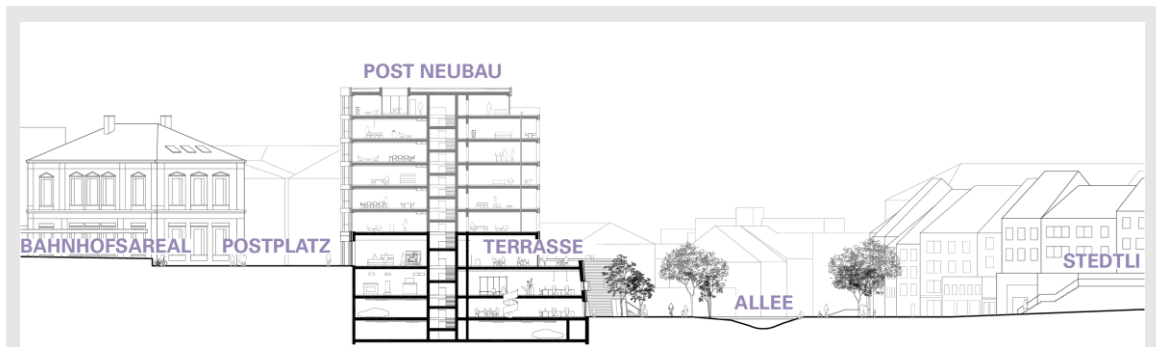 POST NEUBAU
BAHNHOFSAREAL
POSTPLATZ
TERRASSE
ALLEE
STEDTLI